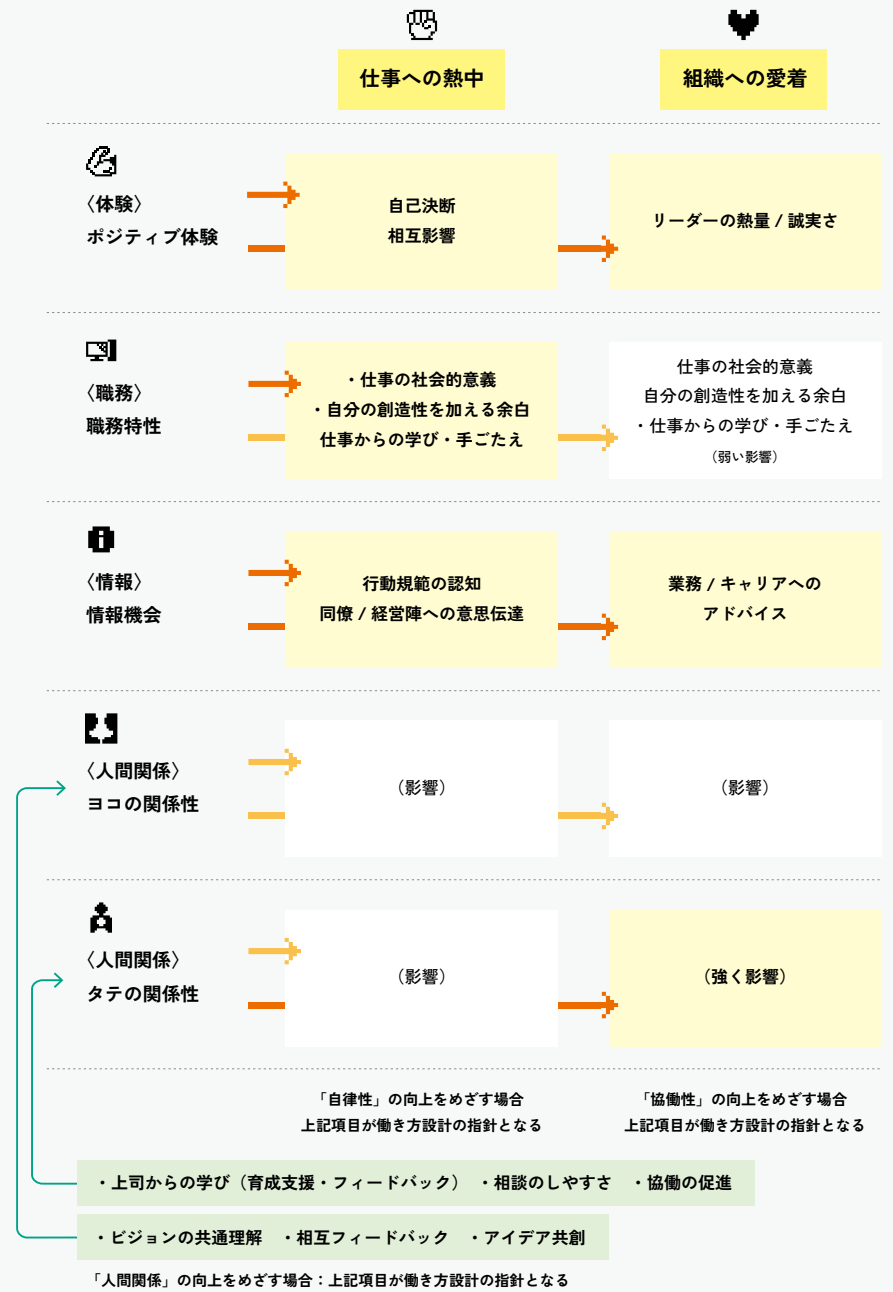 仕事への熱中
組織への愛着
〈体験〉
ポジティブ体験
自己決断
相互影響
リーダーの熱量 / 誠実さ
〈職務〉
職務特性
・仕事の社会的意義
・自分の創造性を加える余白
仕事からの学び・手ごたえ
仕事の社会的意義
自分の創造性を加える余白
・仕事からの学び・手ごたえ
（弱い影響）
〈情報〉
情報機会
行動規範の認知
同僚 / 経営陣への意思伝達
業務 / キャリアへの
アドバイス
〈人間関係〉
ヨコの関係性
（影響）
（影響）
〈人間関係〉
タテの関係性
（影響）
（強く影響）
「自律性」の向上をめざす場合
上記項目が働き方設計の指針となる
「協働性」の向上をめざす場合
上記項目が働き方設計の指針となる
・上司からの学び（育成支援・フィードバック）　・相談のしやすさ　・協働の促進
・ビジョンの共通理解　・相互フィードバック　・アイデア共創
「人間関係」の向上をめざす場合：上記項目が働き方設計の指針となる